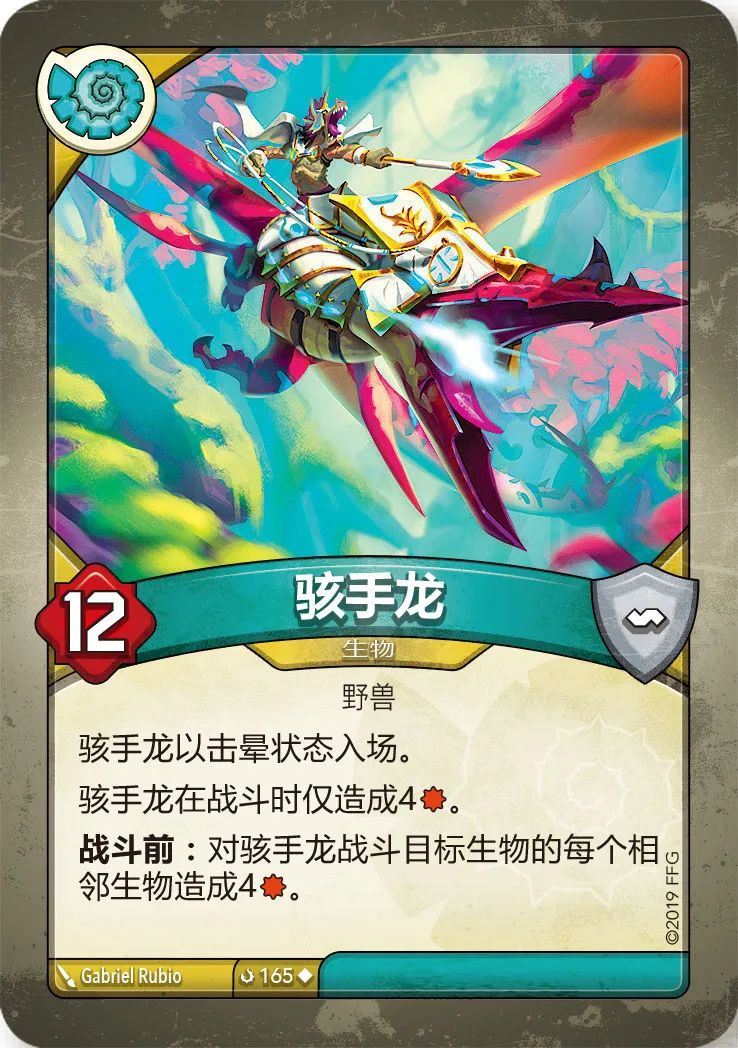 12
骇手龙
生物
野兽
骇手龙以击晕状态入场。
骇手龙在战斗时仅造成4。
战斗前：对骇手龙战斗目标生物的每个相
邻生物造成4。
©2019 FFG
Gabriel Rubio
165